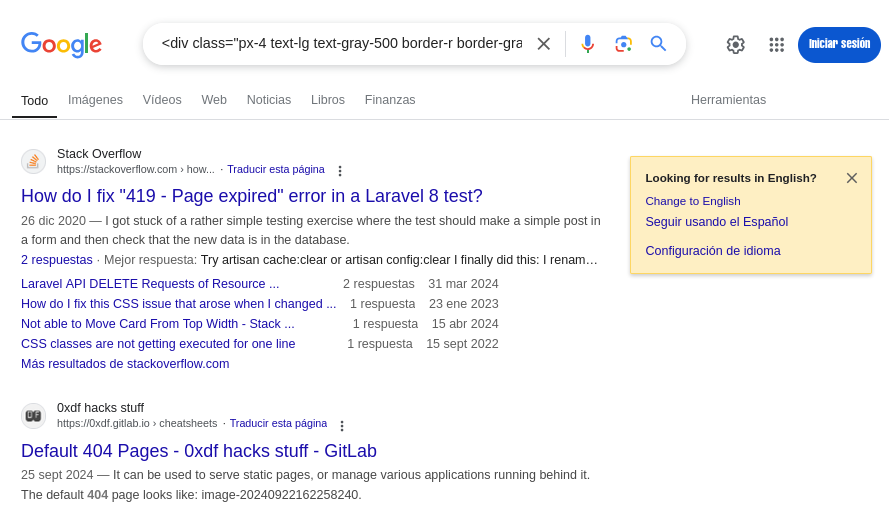 Google
<div class="px-4 text-lg text-gray-500 border-r border-gra
Iniciar sesión
Todo Imágenes Vídeos Web Noticias Libros Finanzas Herramientas
Stack Overflow
https://stackoverflow.com › how... · Traducir esta página
How do I fix "419 - Page expired" error in a Laravel 8 test?
26 dic 2020 — I got stuck of a rather simple testing exercise where the test should make a simple post in
a form and then check that the new data is in the database.
2 respuestas · Mejor respuesta: Try artisan cache:clear or artisan config:clear I finally did this: I renam…
Laravel API DELETE Requests of Resource ... 2 respuestas 31 mar 2024
How do I fix this CSS issue that arose when I changed ... 1 respuesta 23 ene 2023
Not able to Move Card From Top Width - Stack ... 1 respuesta 15 abr 2024
CSS classes are not getting executed for one line 1 respuesta 15 sept 2022
Más resultados de stackoverflow.com
Looking for results in English?
Change to English
Seguir usando el Español
Configuración de idioma
0xdf hacks stuff
https://0xdf.gitlab.io › cheatsheets · Traducir esta página
Default 404 Pages - 0xdf hacks stuff - GitLab
25 sept 2024 — It can be used to serve static pages, or manage various applications running behind it.
The default 404 page looks like: image-20240922162258240.